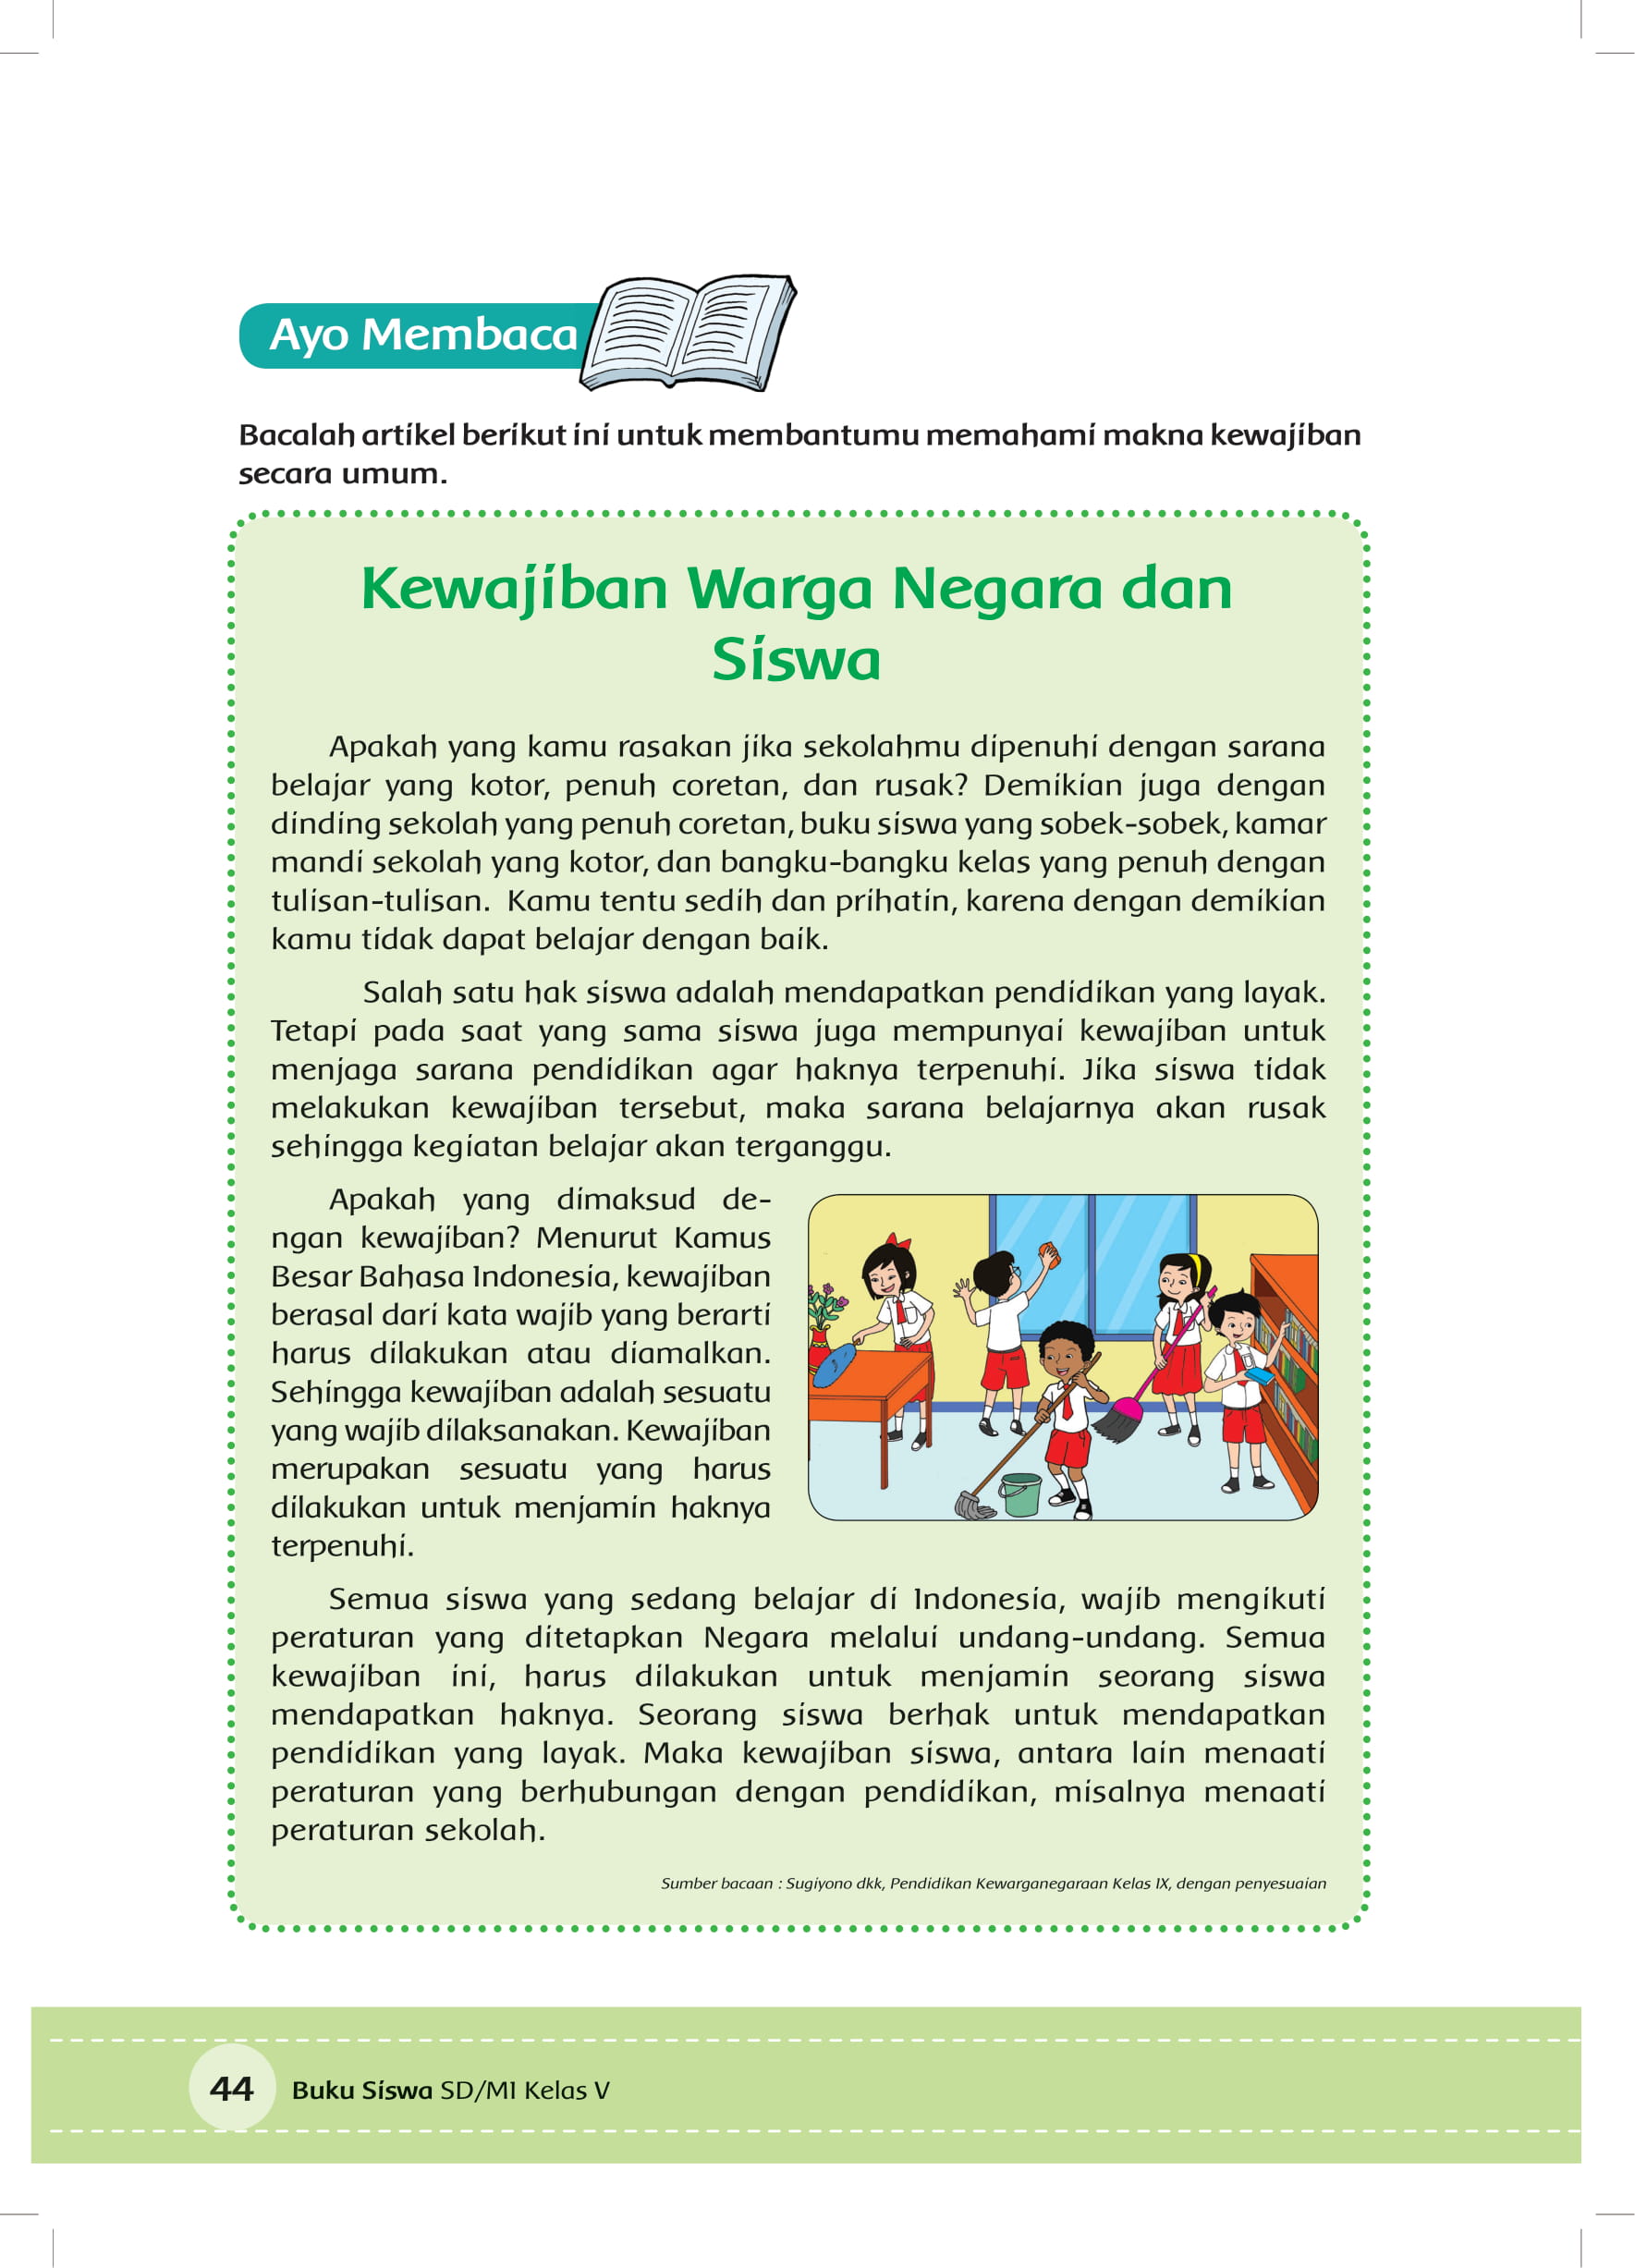 Ayo Membaca
Bacalah artikel berikut ini untuk membantumu memahami makna kewajiban
secara umum.
Kewajiban Warga Negara dan
Siswa
Apakah yang kamu rasakan jika sekolahmu dipenuhi dengan sarana
belajar yang kotor, penuh coretan, dan rusak? Demikian juga dengan
dinding sekolah yang penuh coretan, buku siswa yang sobek-sobek, kamar
mandi sekolah yang kotor, dan bangku-bangku kelas yang penuh dengan
tulisan-tulisan. Kamu tentu sedih dan prihatin, karena dengan demikian
kamu tidak dapat belajar dengan baik.
Salah satu hak siswa adalah mendapatkan pendidikan yang layak.
Tetapi pada saat yang sama siswa juga mempunyai kewajiban untuk
menjaga sarana pendidikan agar haknya terpenuhi. Jika siswa tidak
melakukan kewajiban tersebut, maka sarana belajarnya akan rusak
sehingga kegiatan belajar akan terganggu.
Apakah yang dimaksud de-
ngan kewajiban? Menurut Kamus
Besar Bahasa Indonesia, kewajiban
berasal dari kata wajib yang berarti
harus dilakukan atau diamalkan.
Sehingga kewajiban adalah sesuatu
yang wajib dilaksanakan. Kewajiban
merupakan sesuatu yang harus
dilakukan untuk menjamin haknya
terpenuhi.
Semua siswa yang sedang belajar di Indonesia, wajib mengikuti
peraturan yang ditetapkan Negara melalui undang-undang. Semua
kewajiban ini, harus dilakukan untuk menjamin seorang siswa
mendapatkan haknya. Seorang siswa berhak untuk mendapatkan
pendidikan yang layak. Maka kewajiban siswa, antara lain menaati
peraturan yang berhubungan dengan pendidikan, misalnya menaati
peraturan sekolah.
Sumber bacaan : Sugiyono dkk, Pendidikan Kewarganegaraan Kelas IX, dengan penyesuaian
44 Buku Siswa SD/MI Kelas V